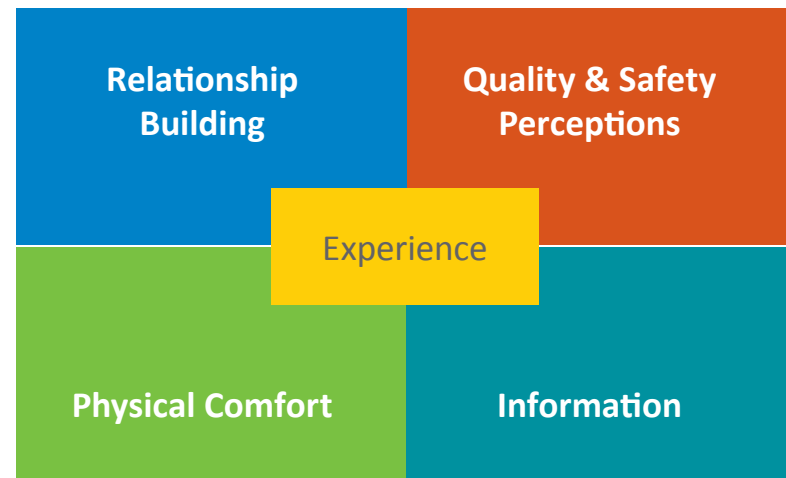 Relationship
Building
Quality & Safety
Perceptions
Experience
Physical Comfort
Information